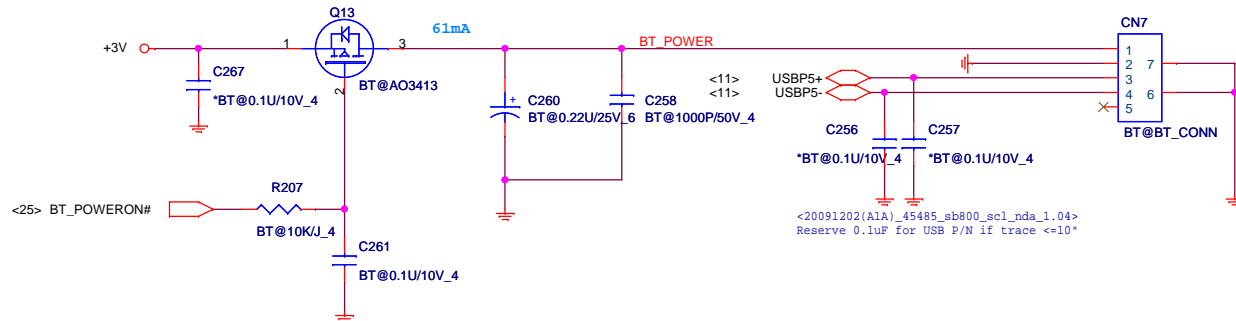 Q13
61mA
CN7
+3V
1
3
BT_POWER
C267
*BT@0.1U/10V_4
BT@AO3413
2
C260
BT@0.22U/25V_6
C258
BT@1000P/50V_4
<11> USBP5+
<11> USBP5-
1
2
3
4
5
7
6
BT@BT_CONN
C256
*BT@0.1U/10V_4
C257
*BT@0.1U/10V_4
<25> BT_POWERON#
R207
BT@10K/J_4
C261
BT@0.1U/10V_4
<20091202(A1A)_45485_sb800_scl_nda_1.04>
Reserve 0.1uF for USB P/N if trace <=10"